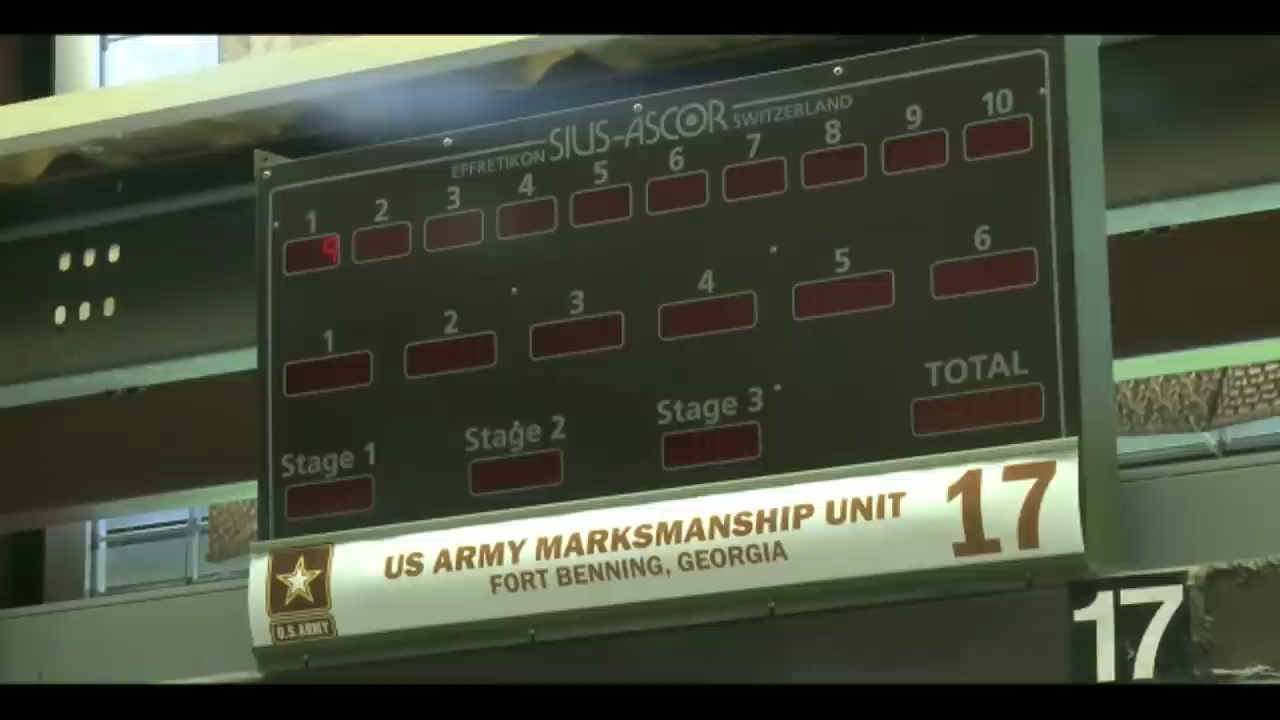 EFFRETIKON SIUS-ASCOR SWITZERLAND
1 2 3 4 5 6 7 8 9 10
9
1 2 3 4 5 6
Stage 1 Stage 2 Stage 3 TOTAL
US ARMY MARKSMANSHIP UNIT 17
FORT BENNING, GEORGIA
U.S. ARMY
17